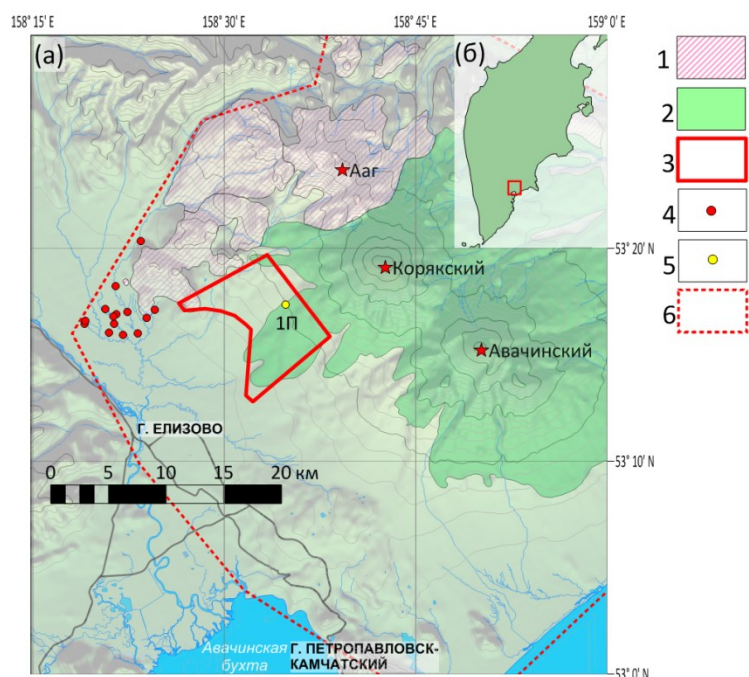 158° 15' E
158° 30'
158° 45'
159° 0'
(а)
(б)
1
2
3
4
5
6
Ааг
53° 20' N
Корякский
1П
Авачинский
Г. ЕЛИЗОВО
53° 10' N
0
5
10
15
20 км
Авачинская
бухта
Г. ПЕТРОПАВЛОВСК-
КАМЧАТСКИЙ
53° 0' N